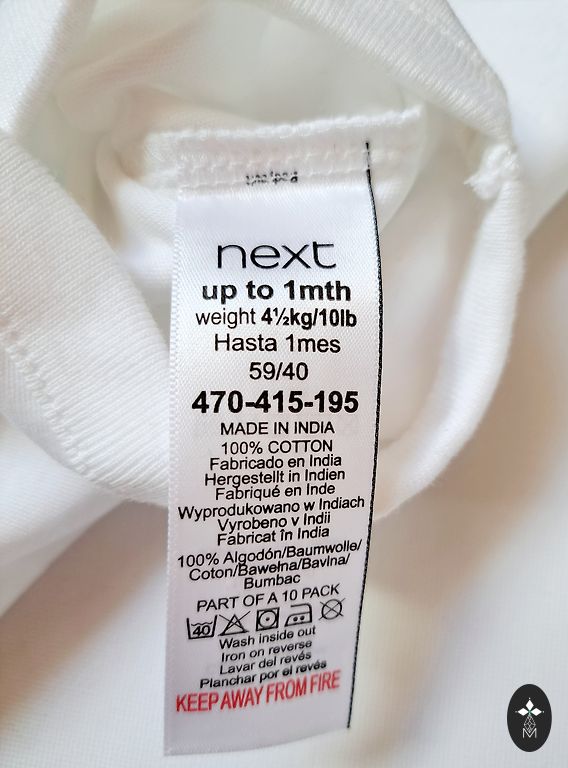 next
up to 1mth
weight 4½kg/10lb
Hasta 1mes
59/40
470-415-195
MADE IN INDIA
100% COTTON
Fabricado en India
Hergestellt in Indien
Fabriqué en Inde
Wyprodukowano w Indiach
Vyrobeno v Indii
Fabricat în India
100% Algodón/Baumwolle/
Coton/Bawełna/Bavlna/
Bumbac
PART OF A 10 PACK
40
Wash inside out
Iron on reverse
Lavar del revés
Planchar por el revés
KEEP AWAY FROM FIRE
M